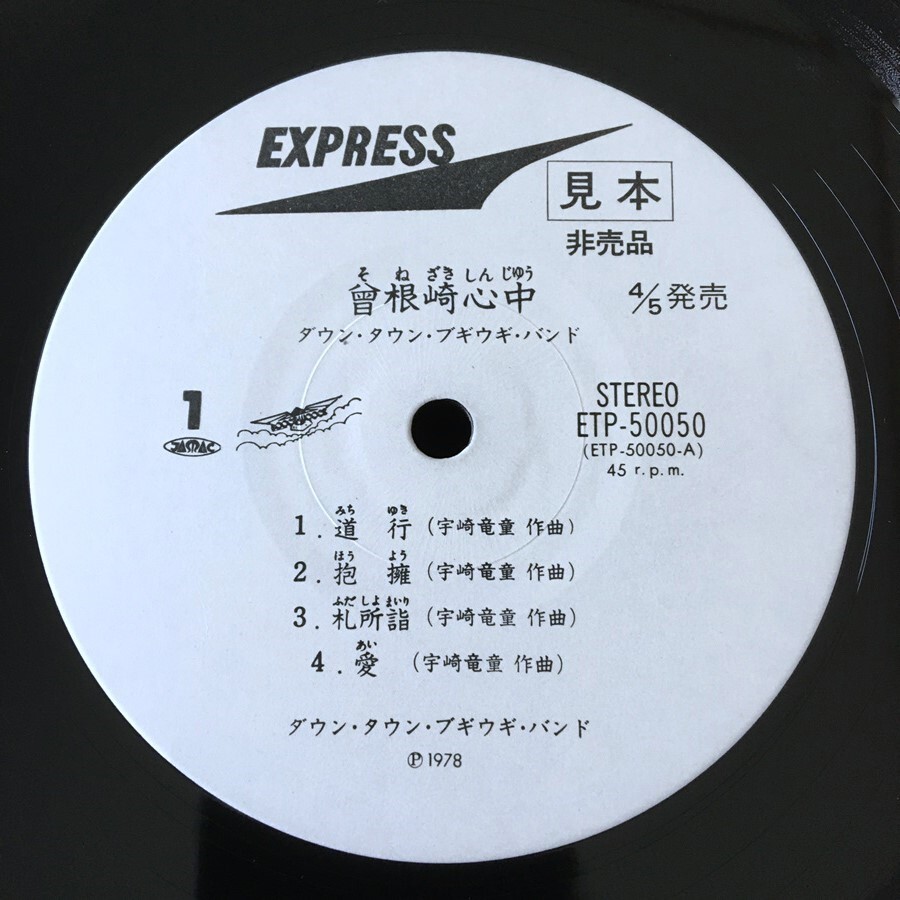 EXPRESS
見本
非売品
そねざきしんじゆう
曾根崎心中
4/5発売
ダウン・タウン・ブギウギ・バンド
1
JASRAC
STEREO
ETP-50050
(ETP-50050-A)
45 r.p.m.
みち ゆき
1. 道 行 (宇崎竜童 作曲)
ほう よう
2. 抱 擁 (宇崎竜童 作曲)
ふだ しよ まいり
3. 札所詣 (宇崎竜童 作曲)
あい
4. 愛 (宇崎竜童 作曲)
ダウン・タウン・ブギウギ・バンド
Ⓟ1978